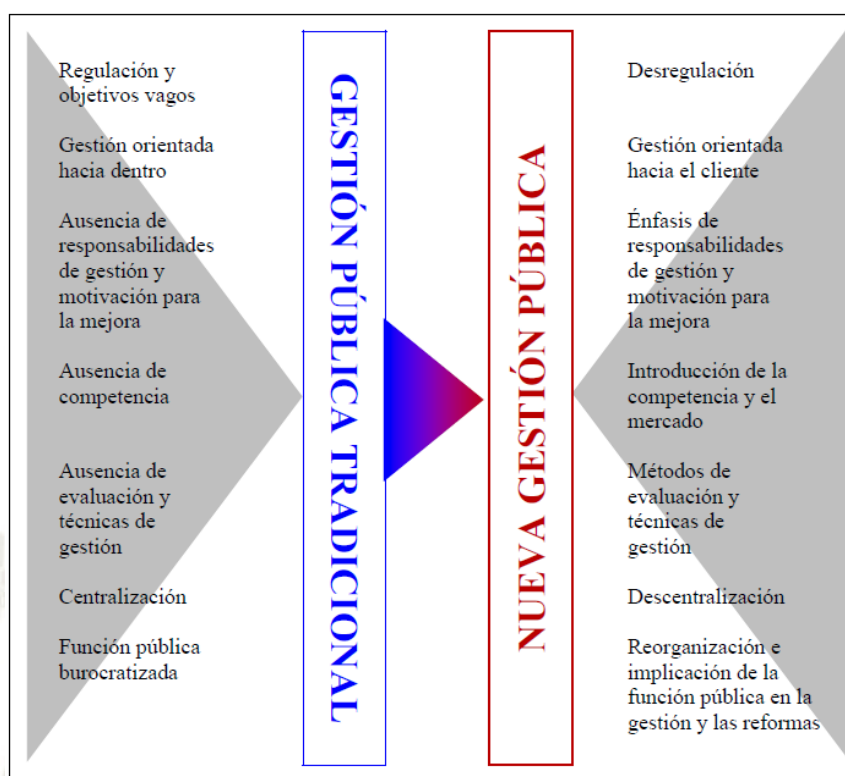 Regulación y
objetivos vagos
Gestión orientada
hacia dentro
Ausencia de
responsabilidades
de gestión y
motivación para
la mejora
Ausencia de
competencia
Ausencia de
evaluación y
técnicas de
gestión
Centralización
Función pública
burocratizada
GESTIÓN PÚBLICA TRADICIONAL
NUEVA GESTIÓN PÚBLICA
Desregulación
Gestión orientada
hacia el cliente
Énfasis de
responsabilidades
de gestión y
motivación para
la mejora
Introducción de la
competencia y el
mercado
Métodos de
evaluación y
técnicas de
gestión
Descentralización
Reorganización e
implicación de la
función pública en la
gestión y las reformas